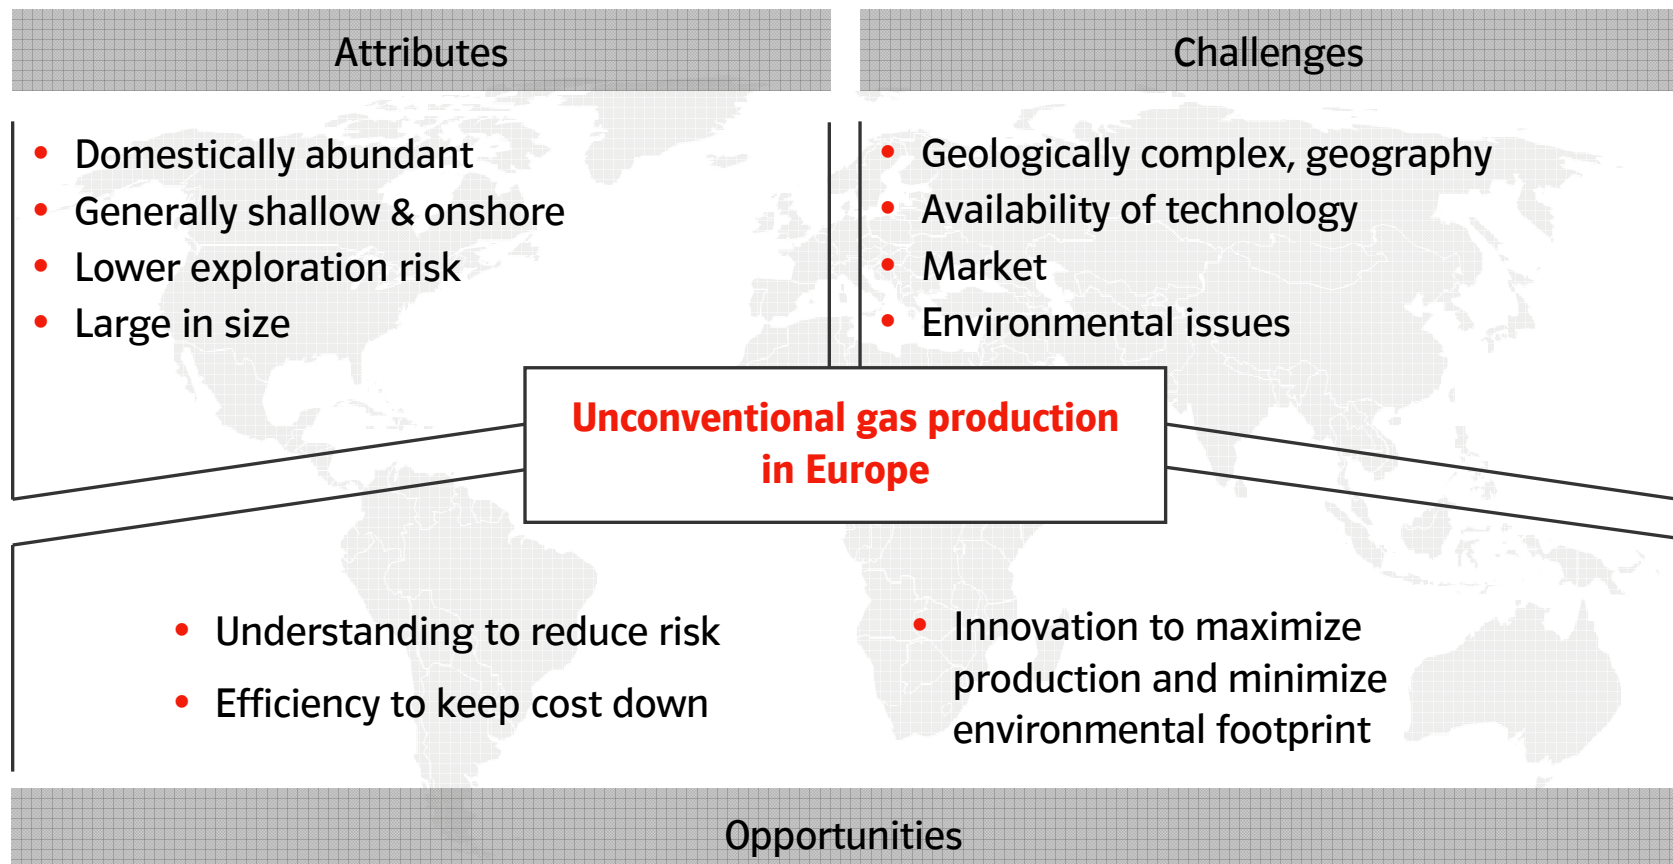 Attributes
Challenges
• Domestically abundant
• Generally shallow & onshore
• Lower exploration risk
• Large in size
• Geologically complex, geography
• Availability of technology
• Market
• Environmental issues
Unconventional gas production
in Europe
• Understanding to reduce risk
• Efficiency to keep cost down
• Innovation to maximize
production and minimize
environmental footprint
Opportunities